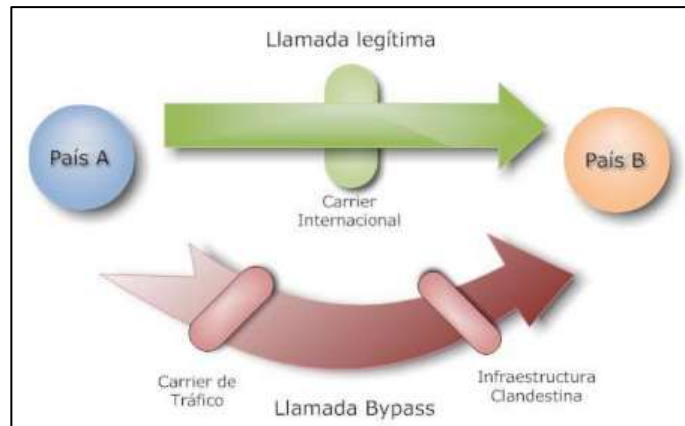 Llamada legítima
País A
País B
Carrier
Internacional
Carrier de
Tráfico
Infraestructura
Clandestina
Llamada Bypass